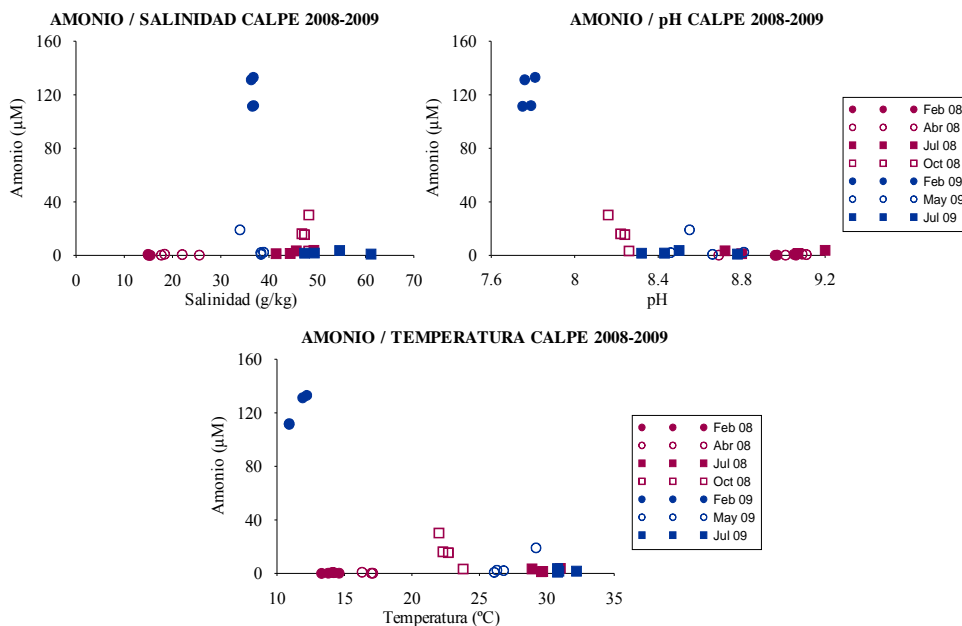 AMONIO / SALINIDAD CALPE 2008-2009
160
120
80
40
0
Amonio (µM)
0 10 20 30 40 50 60 70
Salinidad (g/kg)
AMONIO / pH CALPE 2008-2009
160
120
80
40
0
Amonio (µM)
7.6 8 8.4 8.8 9.2
pH
Feb 08
Abr 08
Jul 08
Oct 08
Feb 09
May 09
Jul 09
AMONIO / TEMPERATURA CALPE 2008-2009
160
120
80
40
0
Amonio (µM)
10 15 20 25 30 35
Temperatura (ºC)
Feb 08
Abr 08
Jul 08
Oct 08
Feb 09
May 09
Jul 09